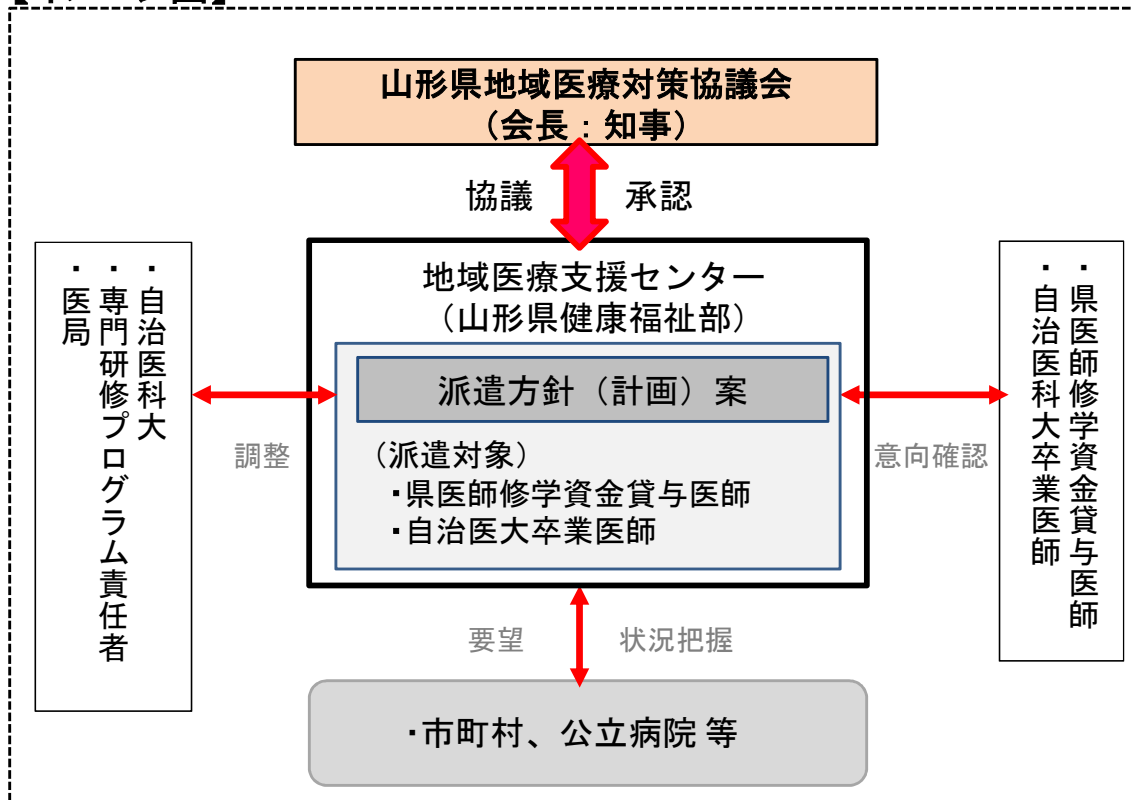 【イメージ図】
山形県地域医療対策協議会
（会長：知事）
協議
承認
地域医療支援センター
（山形県健康福祉部）
派遣方針（計画）案
（派遣対象）
・県医師修学資金貸与医師
・自治医大卒業医師
・自治医科大
・専門研修プログラム責任者
・医局
調整
意向確認
・県医師修学資金貸与医師
・自治医科大卒業医師
要望
状況把握
・市町村、公立病院 等